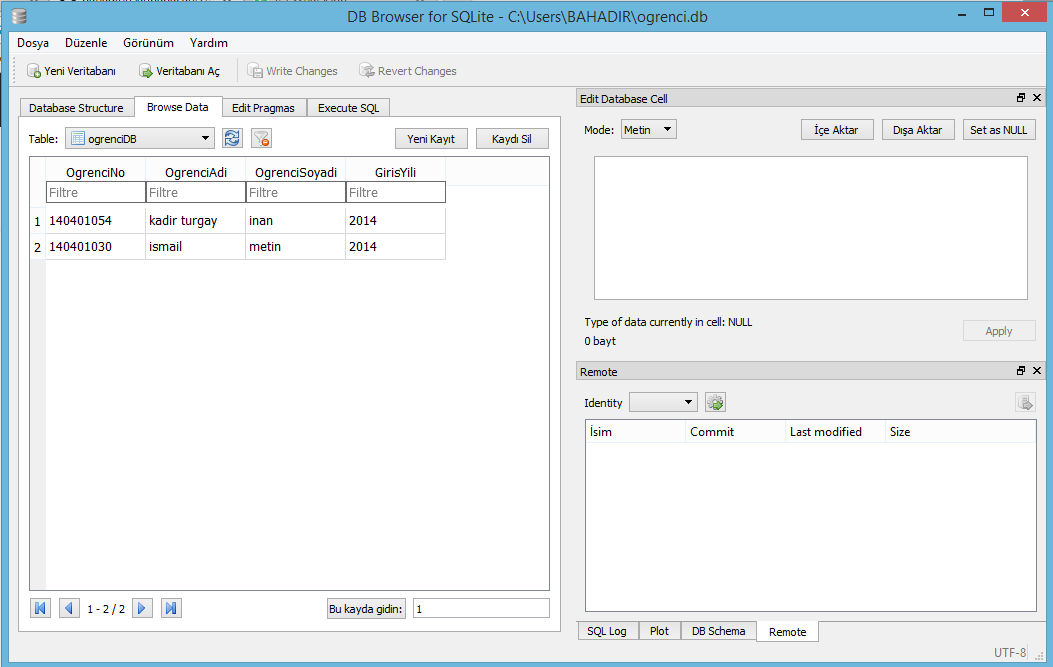 DB Browser for SQLite - C:\Users\BAHADIR\ogrenci.db
Dosya Düzenle Görünüm Yardım
Yeni Veritabanı Veritabanı Aç Write Changes Revert Changes
Database Structure Browse Data Edit Pragmas Execute SQL
Table: ogrenciDB Yeni Kayıt Kaydı Sil
OgrenciNo OgrenciAdi OgrenciSoyadi GirisYili
Filtre Filtre Filtre Filtre
1 140401054 kadir turgay inan 2014
2 140401030 ismail metin 2014
1 - 2 / 2 Bu kayda gidin: 1
Edit Database Cell
Mode: Metin İçe Aktar Dışa Aktar Set as NULL
Type of data currently in cell: NULL
0 bayt
Apply
Remote
Identity
İsim Commit Last modified Size
SQL Log Plot DB Schema Remote
UTF-8